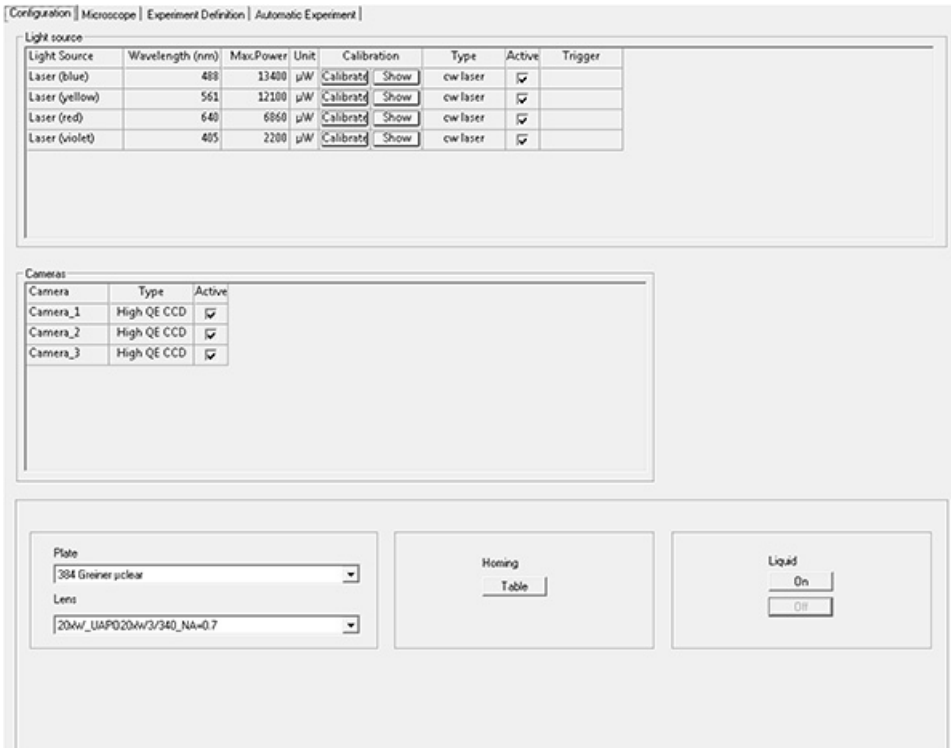 Configuration Microscope Experiment Definition Automatic Experiment
Light source
Light Source Wavelength (nm) Max.Power Unit Calibration Type Active Trigger
Laser (blue) 488 13400 µW Calibrate Show cw laser
Laser (yellow) 561 12100 µW Calibrate Show cw laser
Laser (red) 640 6860 µW Calibrate Show cw laser
Laser (violet) 405 2200 µW Calibrate Show cw laser
Cameras
Camera Type Active
Camera_1 High QE CCD
Camera_2 High QE CCD
Camera_3 High QE CCD
Plate
384 Greiner µclear
Lens
20xW_UAPO20xW3/340_NA=0.7
Homing
Table
Liquid
On
Off